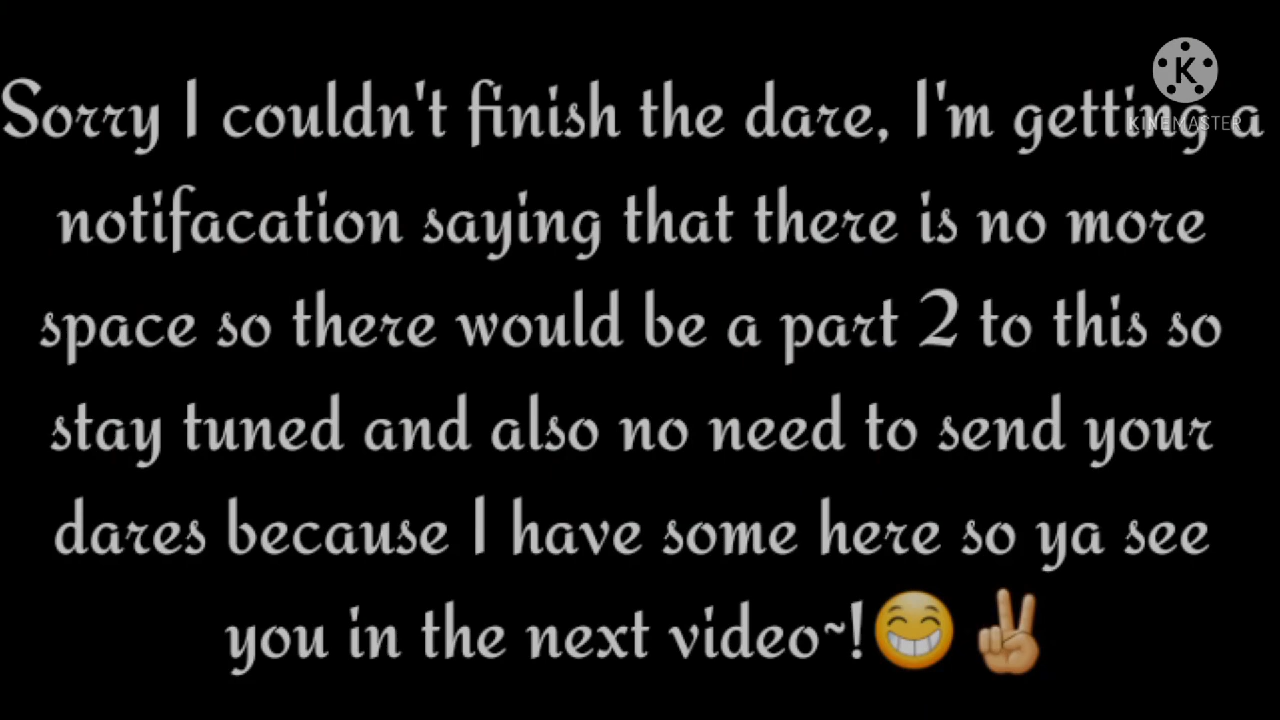 K
KINEMASTER
Sorry I couldn't finish the dare, I'm getting a
notifacation saying that there is no more
space so there would be a part 2 to this so
stay tuned and also no need to send your
dares because I have some here so ya see
you in the next video~!😁✌🏼